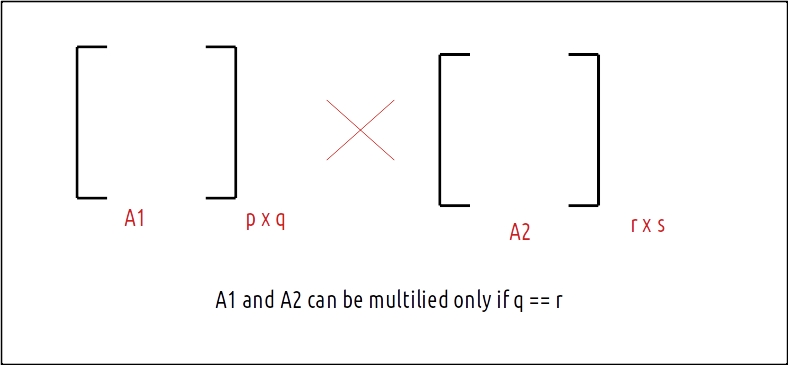 A1
p x q
A2
r x s
A1 and A2 can be multilied only if q == r